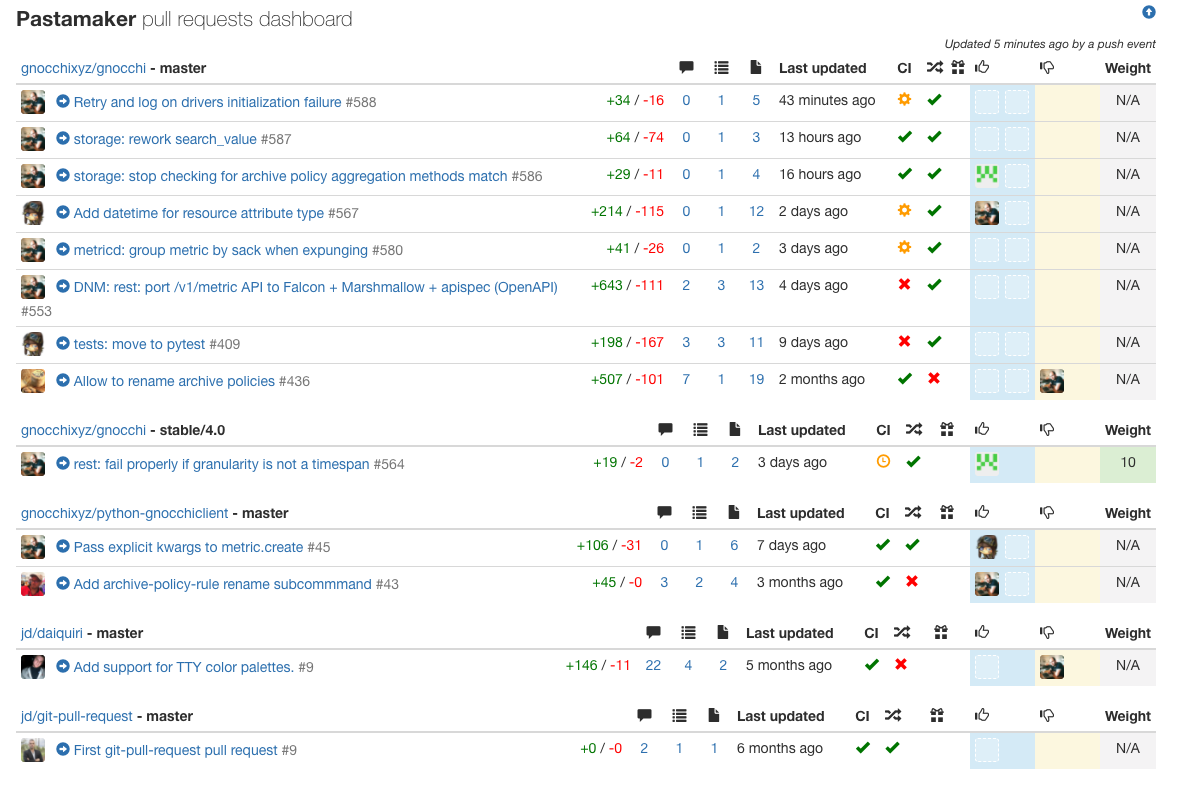 Pastamaker pull requests dashboard
Updated 5 minutes ago by a push event
gnocchixyz/gnocchi - master Last updated CI Weight
Retry and log on drivers initialization failure #588 +34 / -16 0 1 5 43 minutes ago N/A
storage: rework search_value #587 +64 / -74 0 1 3 13 hours ago N/A
storage: stop checking for archive policy aggregation methods match #586 +29 / -11 0 1 4 16 hours ago N/A
Add datetime for resource attribute type #567 +214 / -115 0 1 12 2 days ago N/A
metricd: group metric by sack when expunging #580 +41 / -26 0 1 2 3 days ago N/A
DNM: rest: port /v1/metric API to Falcon + Marshmallow + apispec (OpenAPI) +643 / -111 2 3 13 4 days ago N/A
#553
tests: move to pytest #409 +198 / -167 3 3 11 9 days ago N/A
Allow to rename archive policies #436 +507 / -101 7 1 19 2 months ago N/A
gnocchixyz/gnocchi - stable/4.0 Last updated CI Weight
rest: fail properly if granularity is not a timespan #564 +19 / -2 0 1 2 3 days ago 10
gnocchixyz/python-gnocchiclient - master Last updated CI Weight
Pass explicit kwargs to metric.create #45 +106 / -31 0 1 6 7 days ago N/A
Add archive-policy-rule rename subcommmand #43 +45 / -0 3 2 4 3 months ago N/A
jd/daiquiri - master Last updated CI Weight
Add support for TTY color palettes. #9 +146 / -11 22 4 2 5 months ago N/A
jd/git-pull-request - master Last updated CI Weight
First git-pull-request pull request #9 +0 / -0 2 1 1 6 months ago N/A